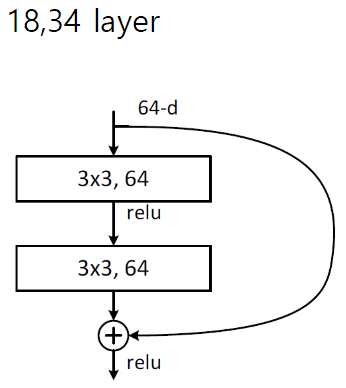 18,34 layer
64-d
3x3, 64
relu
3x3, 64
+
relu